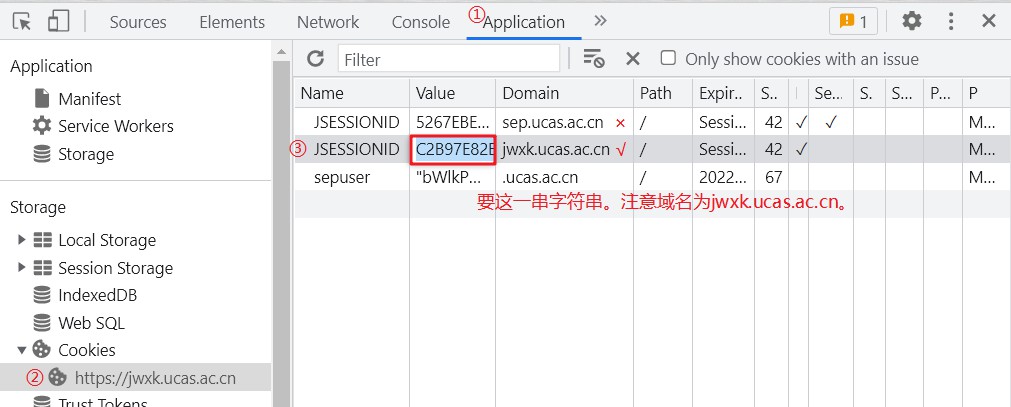 Sources Elements Network Console ①Application » 1
Application
Manifest
Service Workers
Storage
Storage
Local Storage
Session Storage
IndexedDB
Web SQL
Cookies
② https://jwxk.ucas.ac.cn
Trust Tokens
Filter Only show cookies with an issue
Name Value Domain Path Expir.. S.. Se... S. S... P... P
JSESSIONID 5267EBE... sep.ucas.ac.cn × / Sessi... 42 ✓ ✓ M...
③ JSESSIONID C2B97E82E jwxk.ucas.ac.cn √ / Sessi... 42 ✓ M...
sepuser "bWlkP... .ucas.ac.cn / 2022... 67 M...
要这一串字符串。注意域名为jwxk.ucas.ac.cn。